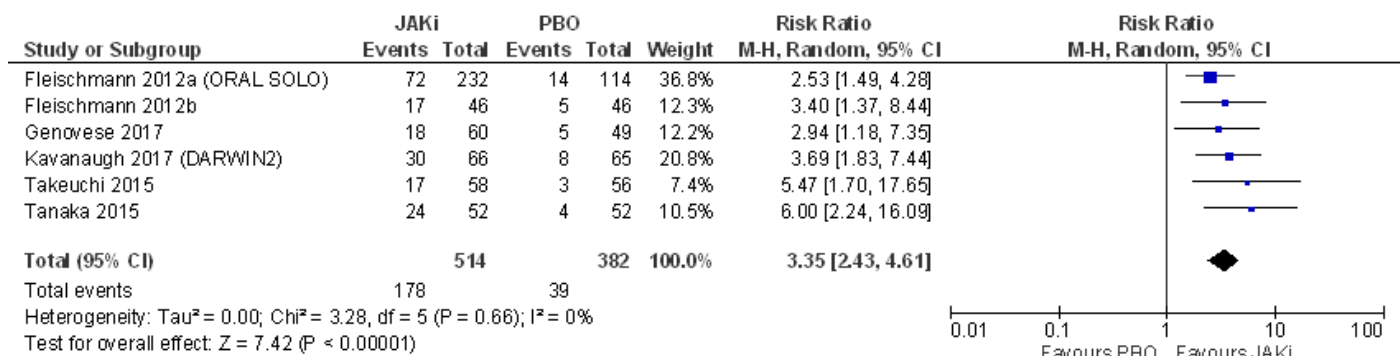 JAKi PBO Risk Ratio Risk Ratio
Study or Subgroup Events Total Events Total Weight M-H, Random, 95% CI M-H, Random, 95% CI
Fleischmann 2012a (ORAL SOLO) 72 232 14 114 36.8% 2.53 [1.49, 4.28]
Fleischmann 2012b 17 46 5 46 12.3% 3.40 [1.37, 8.44]
Genovese 2017 18 60 5 49 12.2% 2.94 [1.18, 7.35]
Kavanaugh 2017 (DARWIN2) 30 66 8 65 20.8% 3.69 [1.83, 7.44]
Takeuchi 2015 17 58 3 56 7.4% 5.47 [1.70, 17.65]
Tanaka 2015 24 52 4 52 10.5% 6.00 [2.24, 16.09]
Total (95% CI) 514 382 100.0% 3.35 [2.43, 4.61]
Total events 178 39
Heterogeneity: Tau² = 0.00; Chi² = 3.28, df = 5 (P = 0.66); I² = 0%
Test for overall effect: Z = 7.42 (P < 0.00001)
0.01 0.1 1 10 100
Favours PBO Favours JAKi